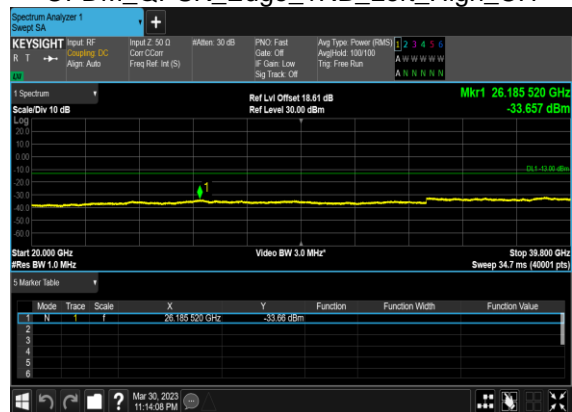 Spectrum Analyzer 1
Swept SA
+
KEYSIGHT
R T
LW
Input: RF
Coupling: DC
Align: Auto
Input Z: 50 Ω
Corr CCorr
Freq Ref: Int (S)
#Atten: 30 dB
PNO: Fast
Gate: Off
IF Gain: Low
Sig Track: Off
Avg Type: Power (RMS)
Avg|Hold: 100/100
Trig: Free Run
1 2 3 4 5 6
A W W W W W
A N N N N N
1 Spectrum
Scale/Div 10 dB
Ref Lvl Offset 18.61 dB
Ref Level 30.00 dBm
Mkr1 26.185 520 GHz
-33.657 dBm
Log
20.0
10.0
0.00
-10.0
-20.0
-30.0
-40.0
-50.0
-60.0
DL1 -13.00 dBm
1
Start 20.000 GHz
#Res BW 1.0 MHz
Video BW 3.0 MHz*
Stop 39.800 GHz
Sweep 34.7 ms (40001 pts)
5 Marker Table
Mode Trace Scale X Y Function Function Width Function Value
1 N 1 f 26.185 520 GHz -33.66 dBm
2
3
4
5
6
?
Mar 30, 2023
11:14:08 PM